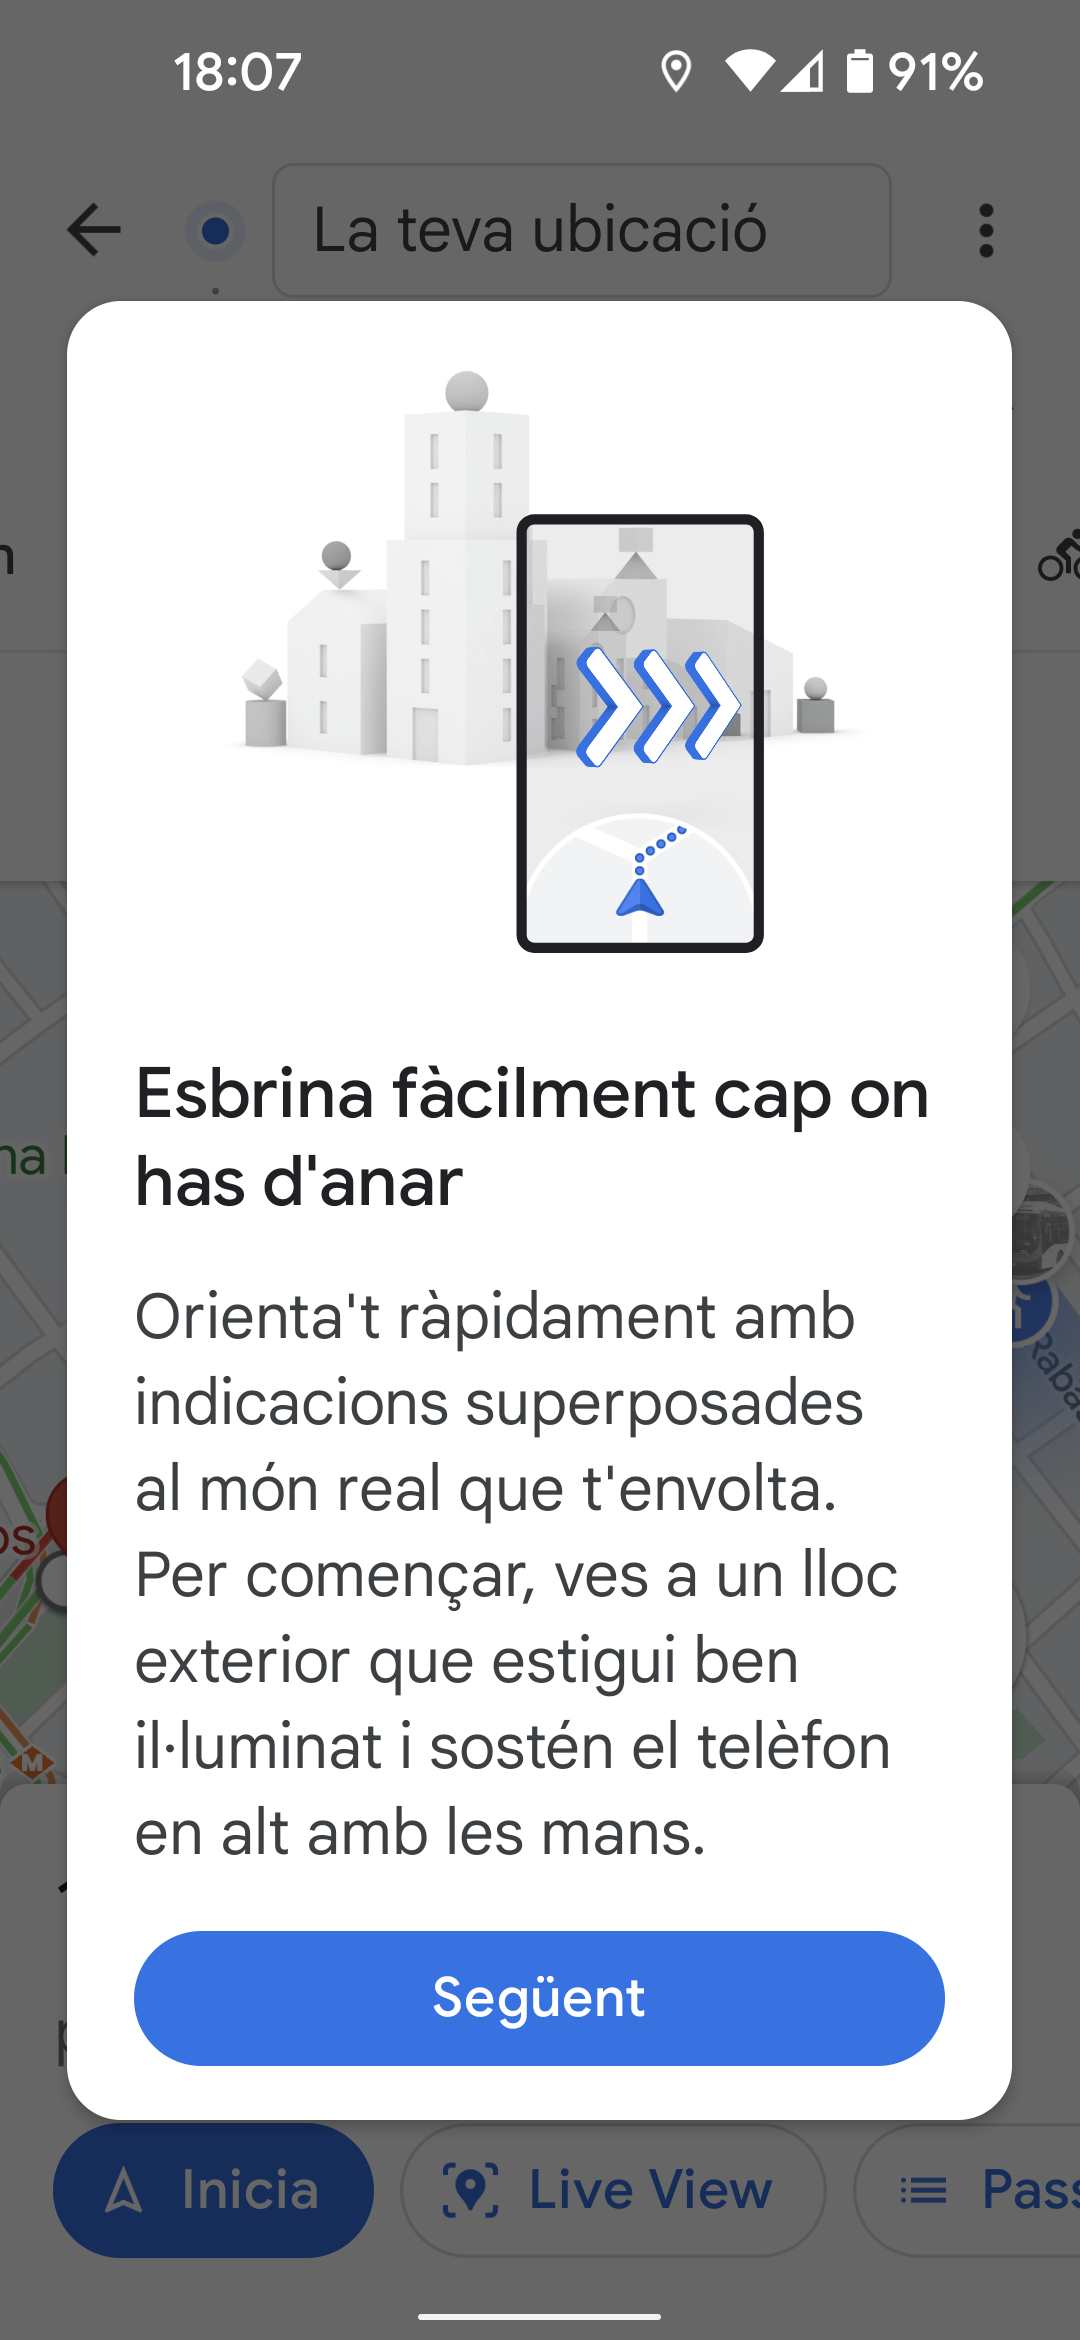 18:07
91%
La teva ubicació
Esbrina fàcilment cap on
has d'anar
Orienta't ràpidament amb
indicacions superposades
al món real que t'envolta.
Per començar, ves a un lloc
exterior que estigui ben
il·luminat i sostén el telèfon
en alt amb les mans.
Següent
Inicia
Live View